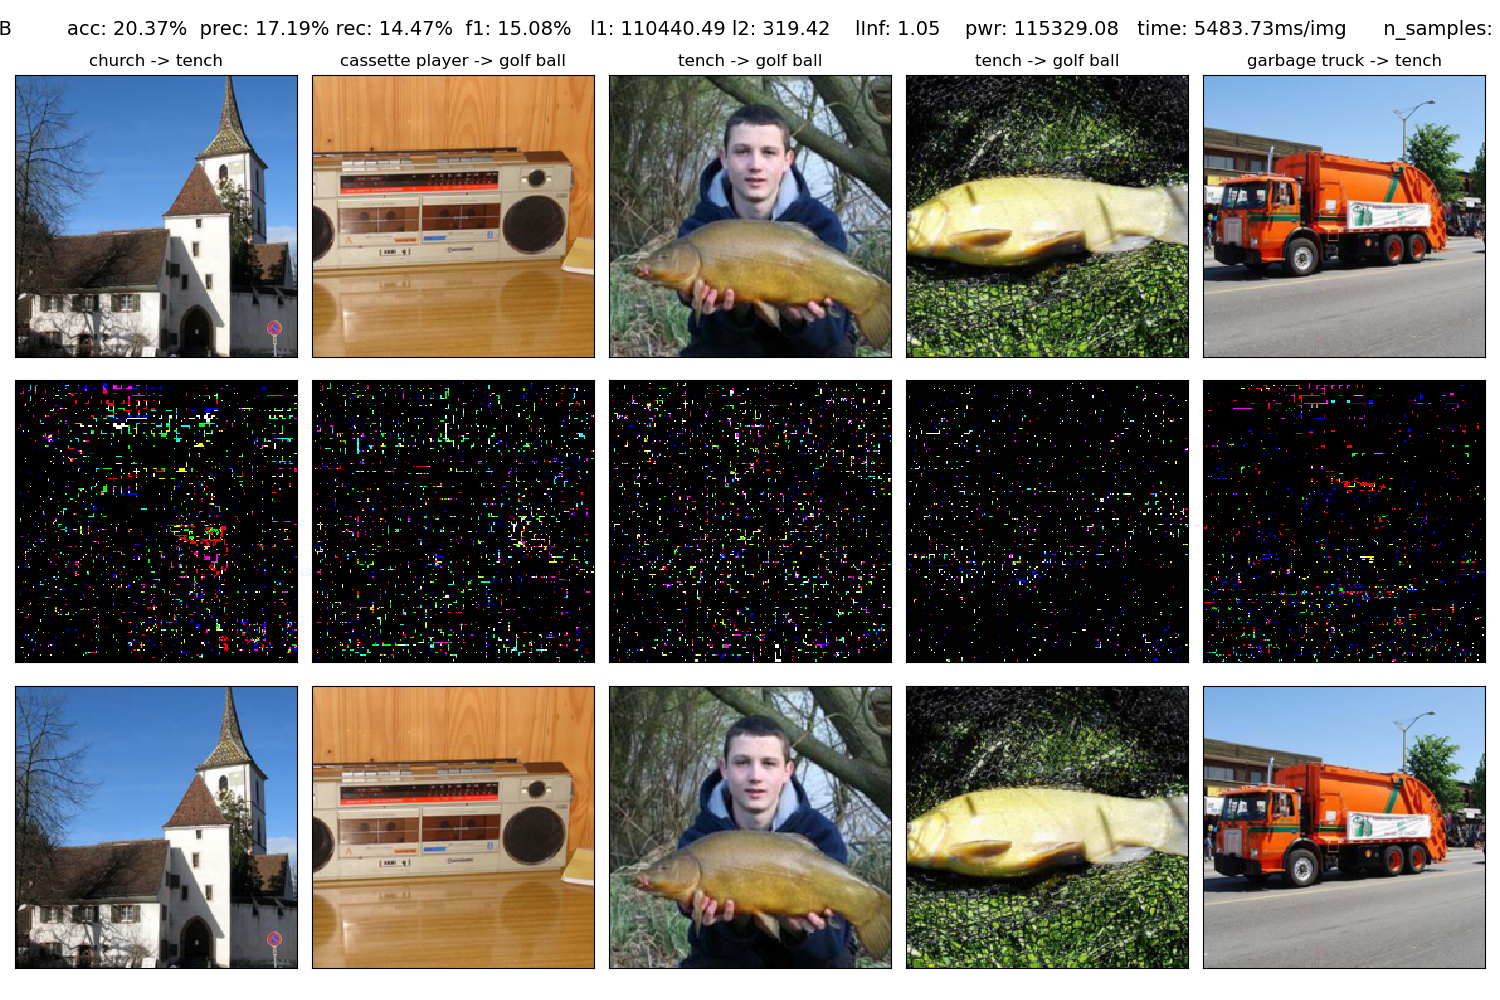 B acc: 20.37% prec: 17.19% rec: 14.47% f1: 15.08% l1: 110440.49 l2: 319.42 lInf: 1.05 pwr: 115329.08 time: 5483.73ms/img n_samples:
church -> tench
cassette player -> golf ball
tench -> golf ball
tench -> golf ball
garbage truck -> tench